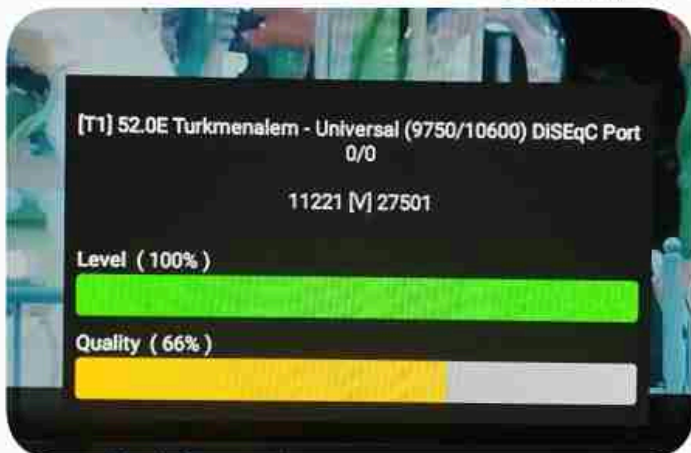 [T1] 52.0E Turkmenalem - Universal (9750/10600) DiSEqC Port
0/0
11221 [V] 27501
Level ( 100% )
Quality ( 66% )